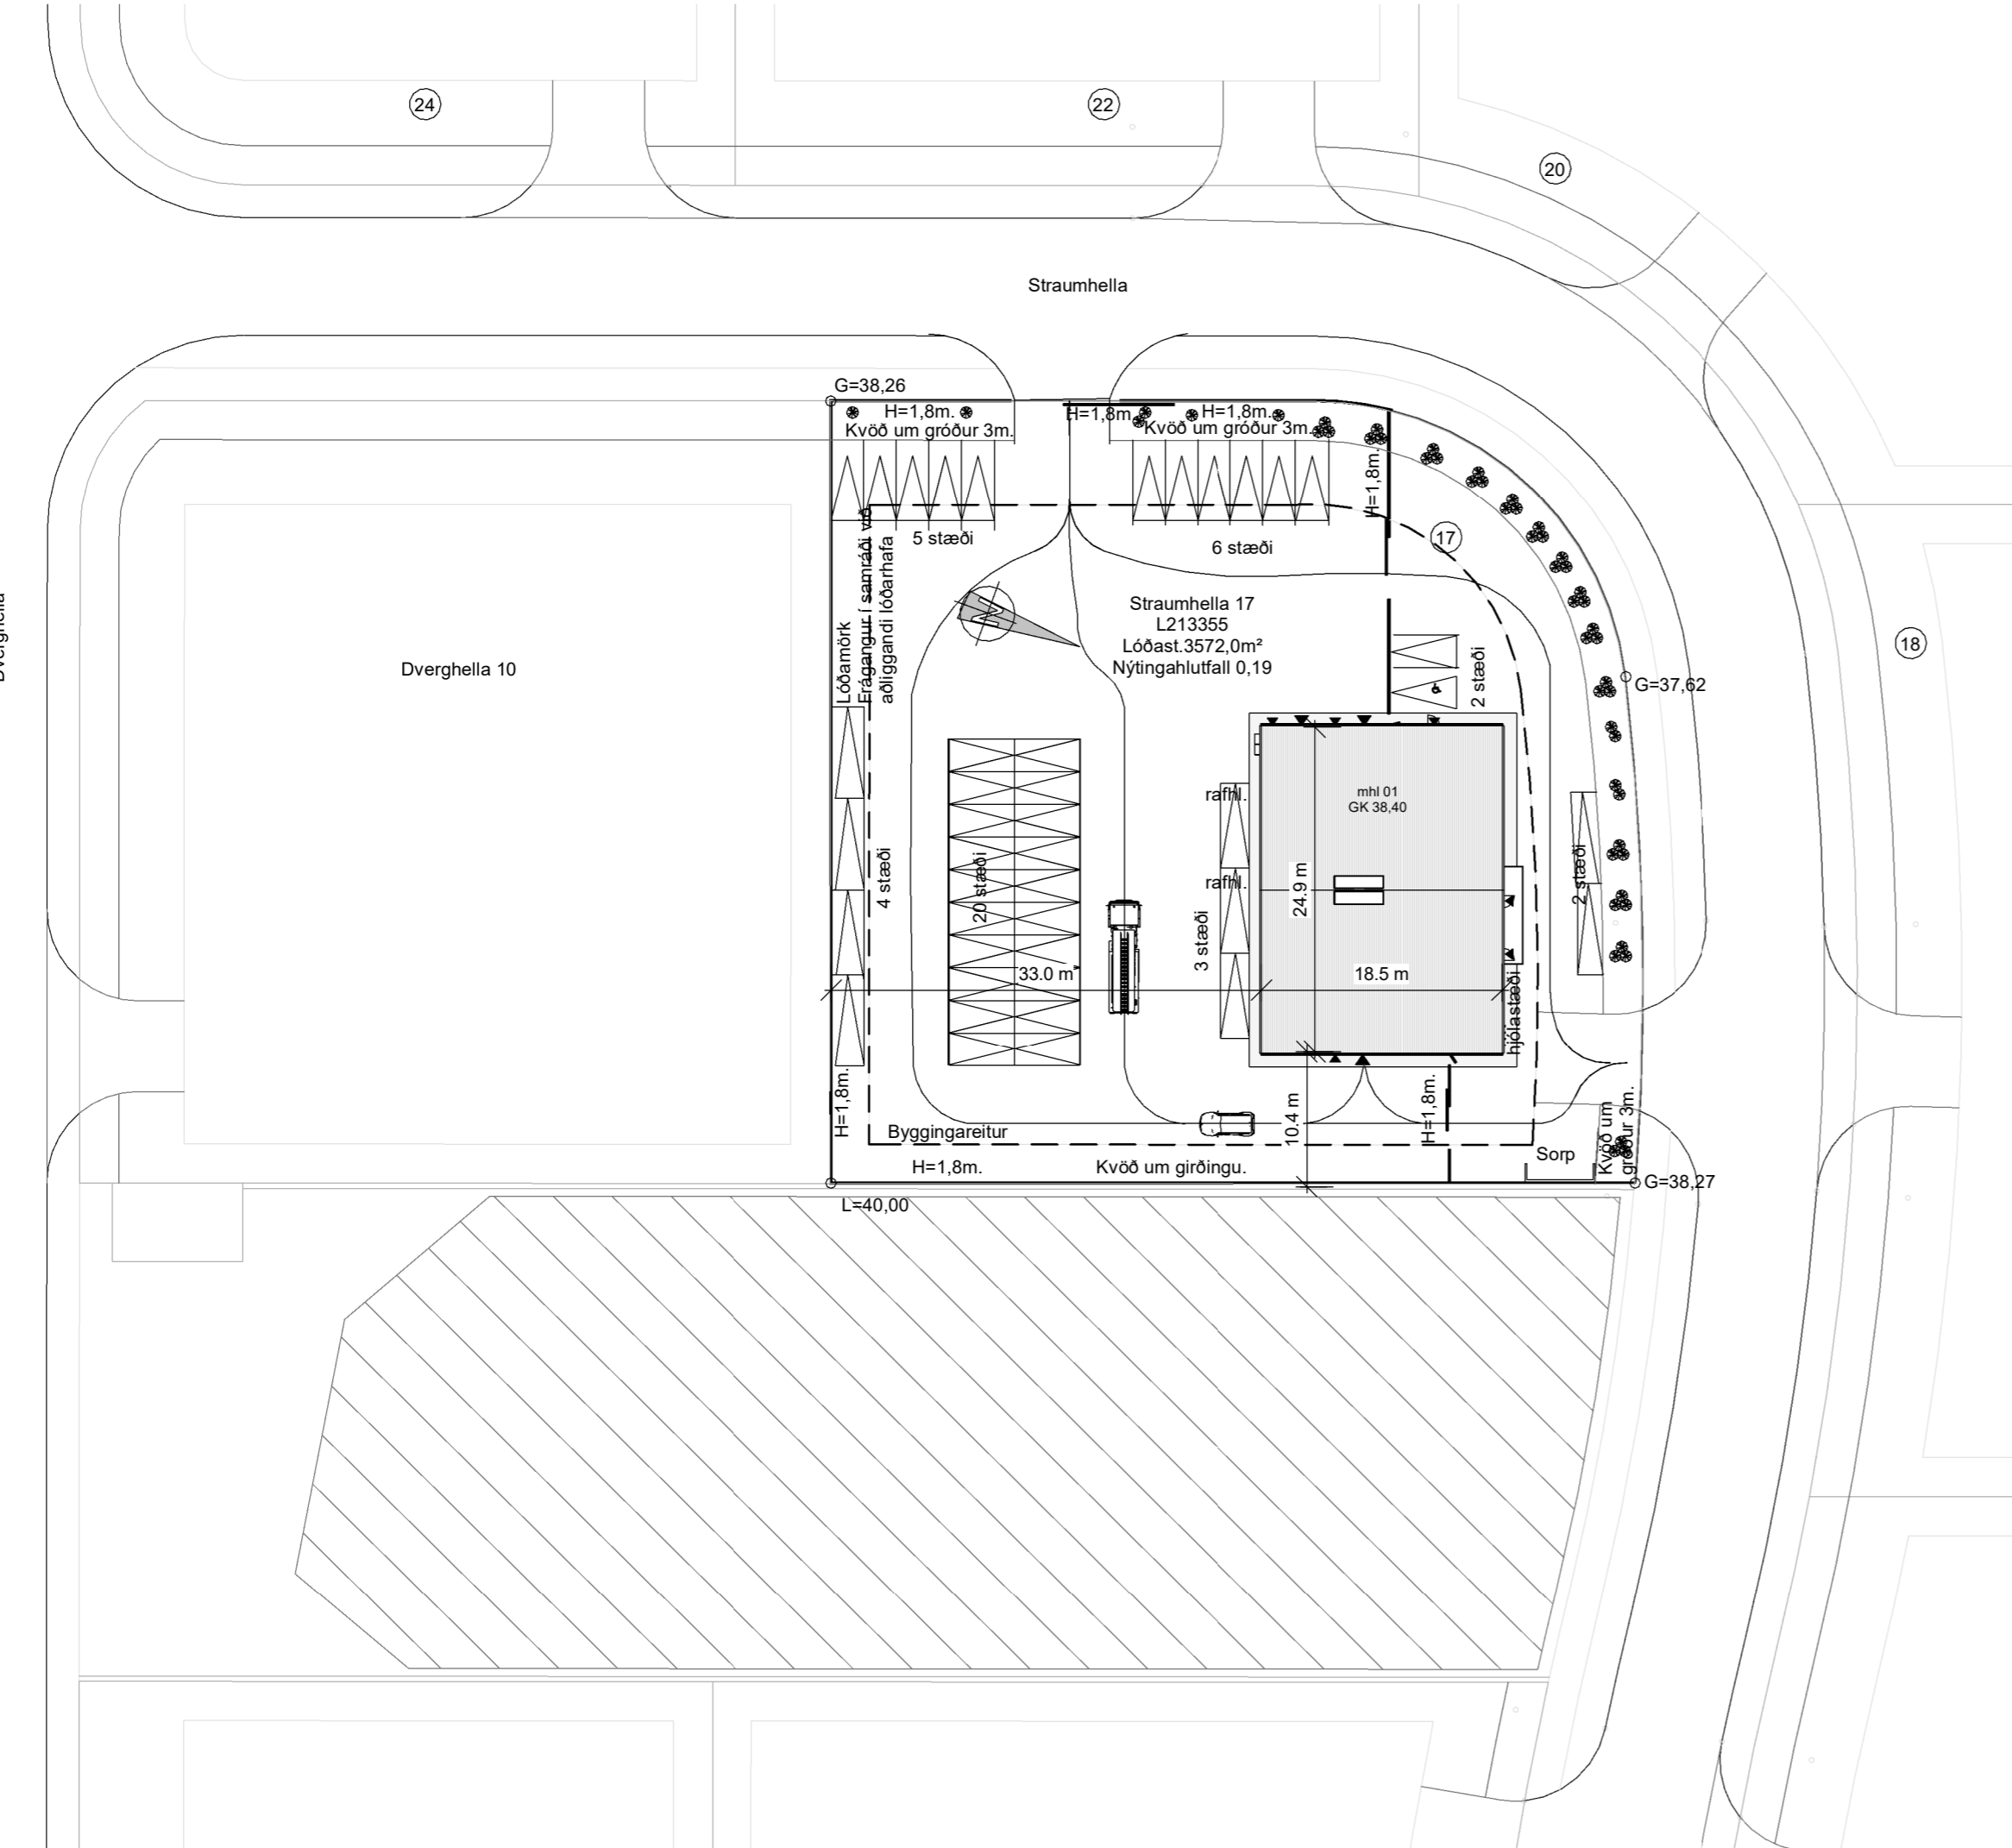 24
22
20
Straumhella
G=38,26
H=1,8m.
H=1,8m.
H=1,8m.
Kvöð um gróður 3m.
Kvöð um gróður 3m.
H=1,8m.
5 stæði
6 stæði
17
Lóðamörk
Frágangur í samráði við
aðliggandi lóðarhafa
N
Straumhella 17
L213355
Lóðast.3572,0m²
Nýtingahlutfall 0,19
2 stæði
18
Dverghella
Dverghella 10
G=37,62
rafhl.
mhl 01
GK 38,40
4 stæði
20 stæði
rafhl.
24.9 m
2 stæði
3 stæði
33.0 m
18.5 m
hjólastæði
H=1,8m.
10.4 m
H=1,8m.
Byggingareitur
Kvöð um
gróður 3m.
Sorp
H=1,8m.
Kvöð um girðingu.
G=38,27
L=40,00